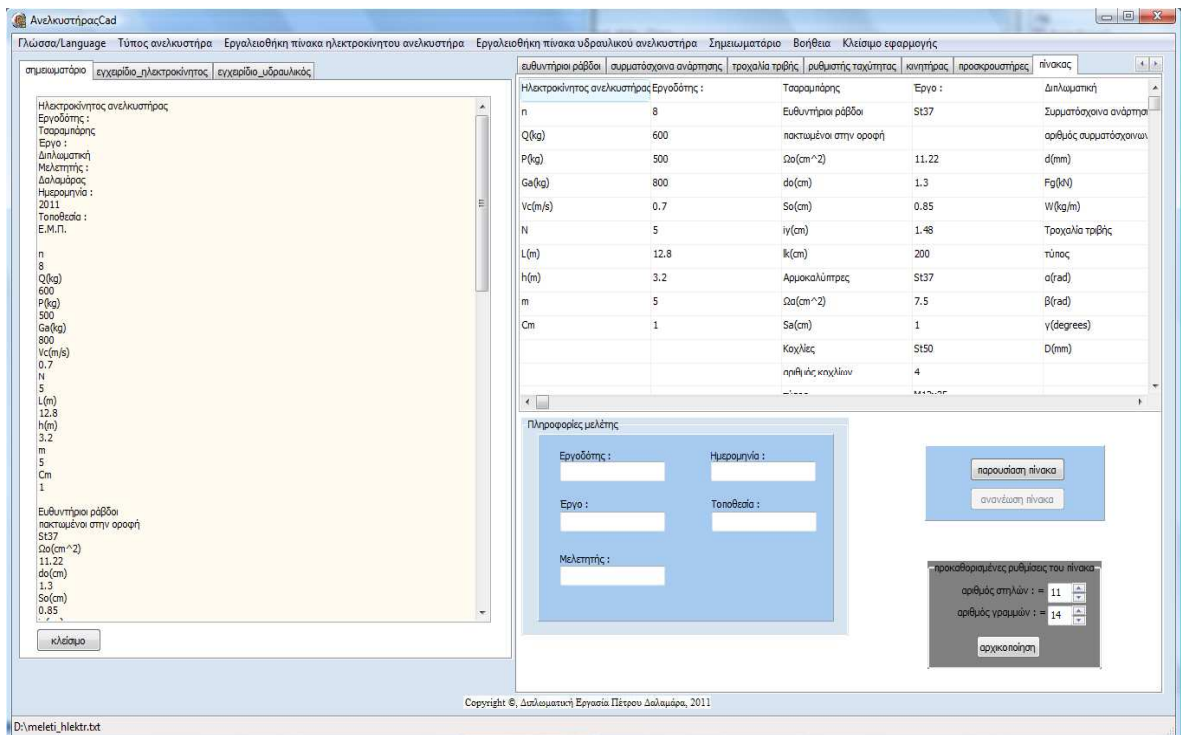 ΑνελκυστήραςCad
Γλώσσα/Language Τύπος ανελκυστήρα Εργαλειοθήκη πίνακα ηλεκτροκίνητου ανελκυστήρα Εργαλειοθήκη πίνακα υδραυλικού ανελκυστήρα Σημειωματάριο Βοήθεια Κλείσιμο εφαρμογής
σημειωματάριο εγχειρίδιο_ηλεκτροκίνητος εγχειρίδιο_υδραυλικός
Ηλεκτροκίνητος ανελκυστήρας
Εργοδότης :
Τσαραμπάρης
Έργο :
Διπλωματική
Μελετητής :
Δαλαμάρας
Ημερομηνία :
2011
Τοποθεσία :
Ε.Μ.Π.
n
8
Q(kg)
600
P(kg)
500
Ga(kg)
800
Vc(m/s)
0.7
N
5
L(m)
12.8
h(m)
3.2
m
5
Cm
1
Ευθυντήριοι ράβδοι
πακτωμένοι στην οροφή
St37
Ωο(cm^2)
11.22
do(cm)
1.3
So(cm)
0.85
κλείσιμο
ευθυντήριοι ράβδοι συρματόσχοινα ανάρτησης τροχαλία τριβής ρυθμιστής ταχύτητας κινητήρας προσκρουστήρες πίνακας
Ηλεκτροκίνητος ανελκυστήρας Εργοδότης : Τσαραμπάρης Έργο : Διπλωματική
n 8 Ευθυντήριοι ράβδοι St37 Συρματόσχοινα ανάρτησ
Q(kg) 600 πακτωμένοι στην οροφή αριθμός συρματόσχοινων
P(kg) 500 Ωο(cm^2) 11.22 d(mm)
Ga(kg) 800 do(cm) 1.3 Fg(kN)
Vc(m/s) 0.7 So(cm) 0.85 W(kg/m)
N 5 iy(cm) 1.48 Τροχαλία τριβής
L(m) 12.8 lk(cm) 200 τύπος
h(m) 3.2 Αρμοκαλύπτρες St37 α(rad)
m 5 Ωα(cm^2) 7.5 β(rad)
Cm 1 Sa(cm) 1 γ(degrees)
Κοχλίες St50 D(mm)
αριθμός κοχλίων 4
Πληροφορίες μελέτης
Εργοδότης : Ημερομηνία :
Έργο : Τοποθεσία :
Μελετητής :
παρουσίαση πίνακα
ανανέωση πίνακα
προκαθορισμένες ρυθμίσεις του πίνακα
αριθμός στηλών : = 11
αριθμός γραμμών : = 14
αρχικοποίηση
Copyright ©, Διπλωματική Εργασία Πέτρου Δαλαμάρα, 2011
D:\meleti_hlektr.txt